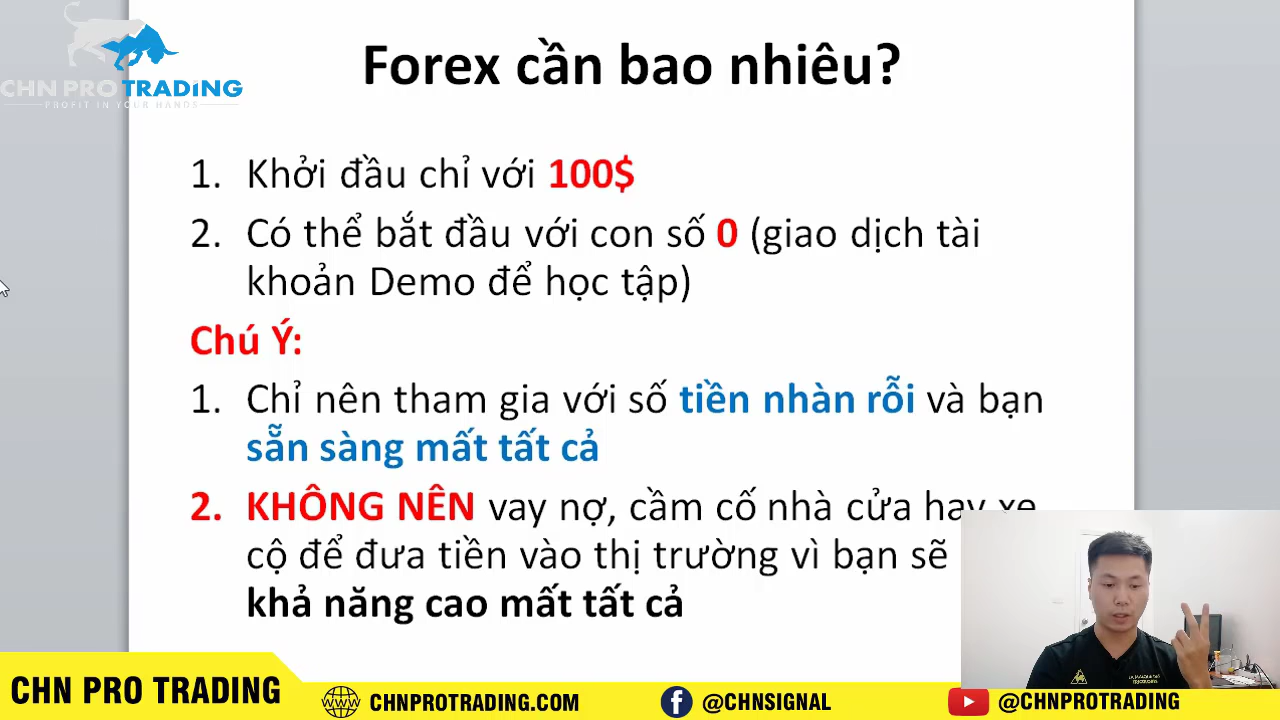 CHN PRO TRADING
PROFIT IN YOUR HANDS
Forex cần bao nhiêu?
1. Khởi đầu chỉ với 100$
2. Có thể bắt đầu với con số 0 (giao dịch tài
khoản Demo để học tập)
Chú Ý:
1. Chỉ nên tham gia với số tiền nhàn rỗi và bạn
sẵn sàng mất tất cả
2. KHÔNG NÊN vay nợ, cầm cố nhà cửa hay xe
cộ để đưa tiền vào thị trường vì bạn sẽ
khả năng cao mất tất cả
CHN PRO TRADING
CHNPROTRADING.COM
@CHNSIGNAL
@CHNPROTRADING